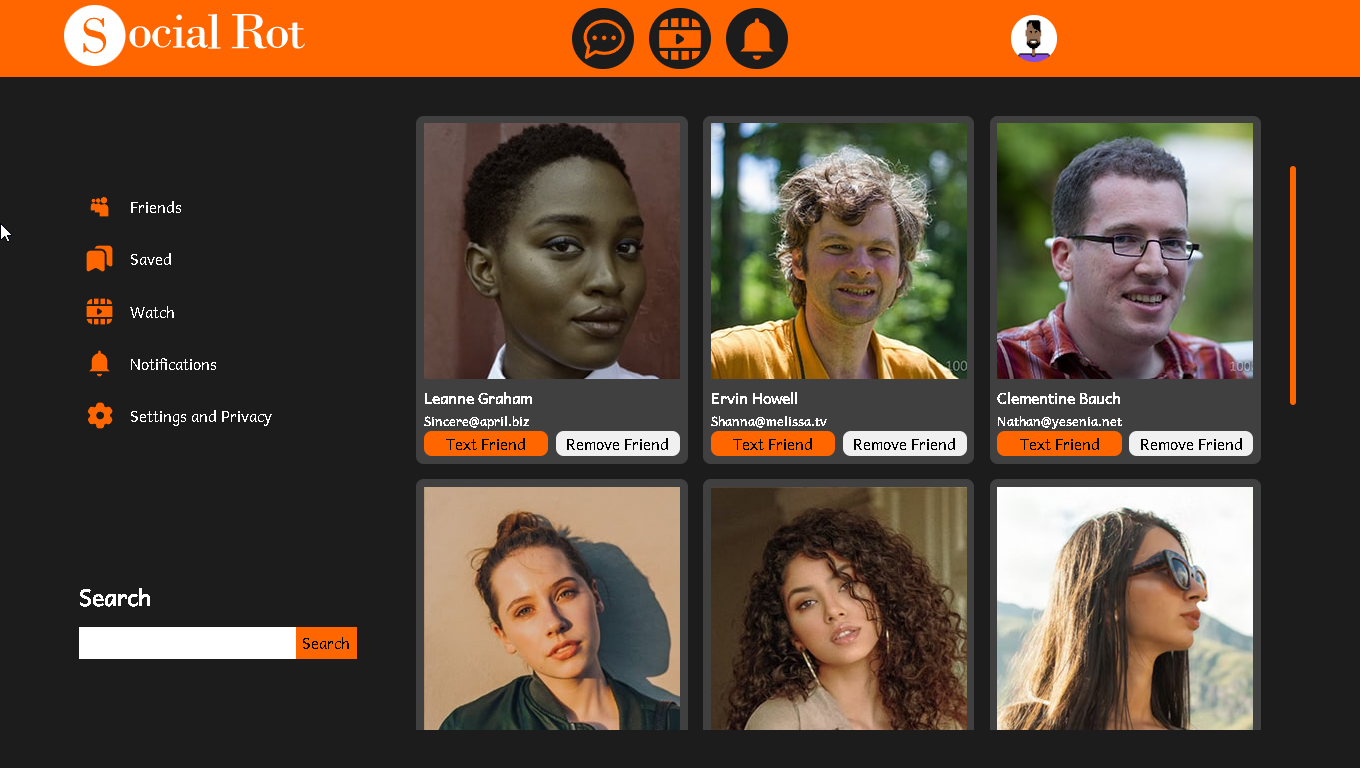 Social Rot
Friends
Saved
Watch
Notifications
Settings and Privacy
Search
Search
100
100
Leanne Graham
Sincere@april.biz
Text Friend
Remove Friend
Ervin Howell
Shanna@melissa.tv
Text Friend
Remove Friend
Clementine Bauch
Nathan@yesenia.net
Text Friend
Remove Friend